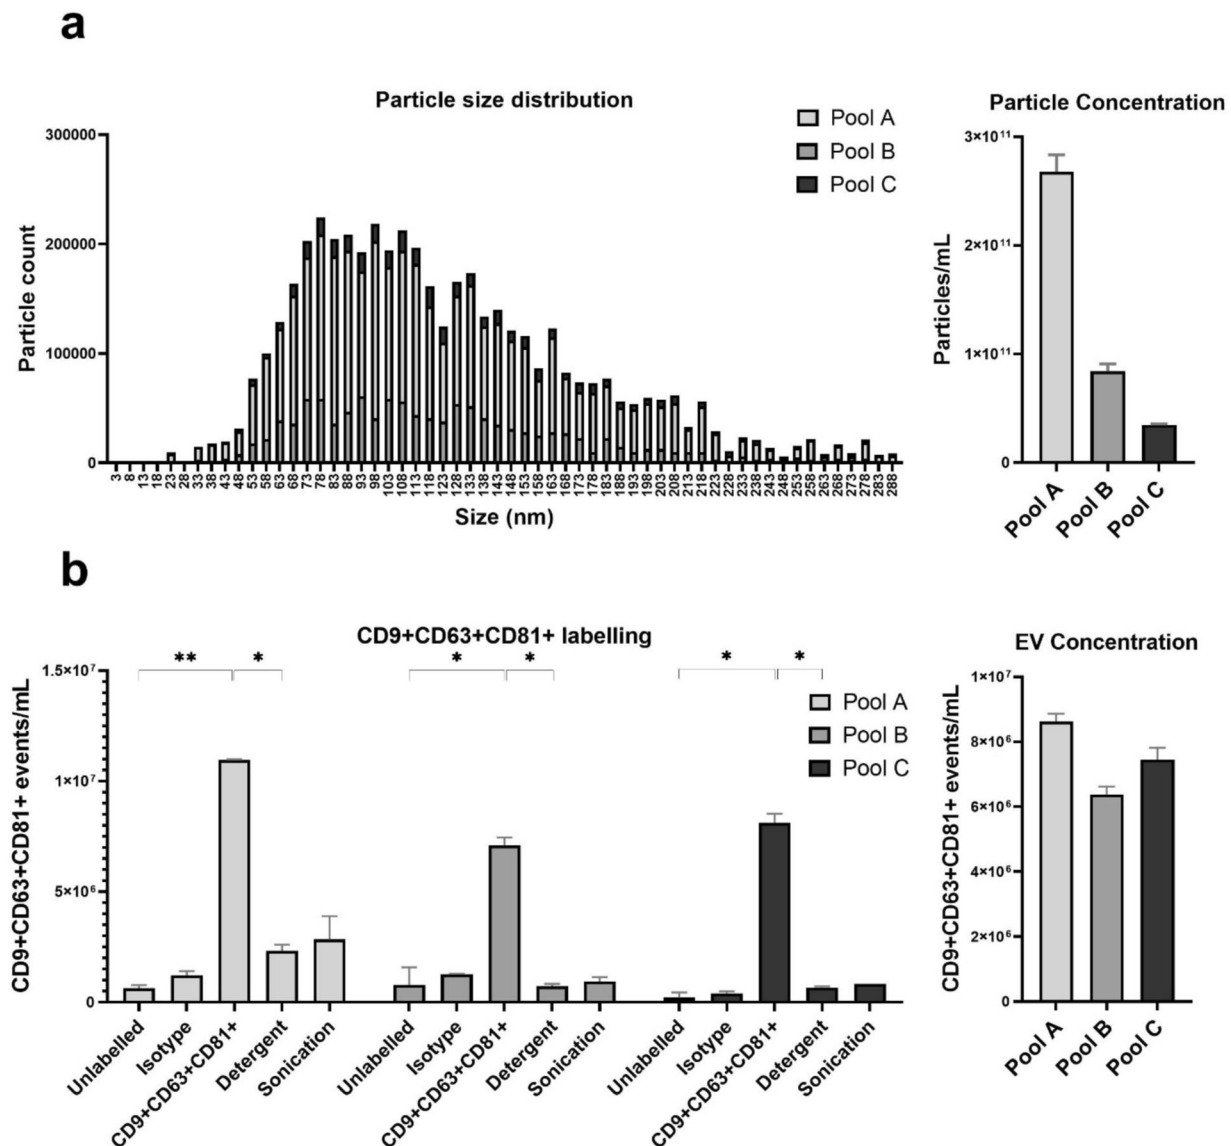 a
Particle size distribution
Particle count
300000
200000
100000
0
3 8 13 18 23 28 33 38 43 48 53 58 63 68 73 78 83 88 93 98 103 108 113 118 123 128 133 138 143 148 153 158 163 168 173 178 183 188 193 198 203 208 213 218 223 228 233 238 243 248 253 258 263 268 273 278 283 288
Size (nm)
Pool A
Pool B
Pool C
Particle Concentration
Particles/mL
3×10¹¹
2×10¹¹
1×10¹¹
0
Pool A
Pool B
Pool C
b
CD9+CD63+CD81+ labelling
CD9+CD63+CD81+ events/mL
1.5×10⁷
1×10⁷
5×10⁶
0
** *
* *
* *
Pool A
Pool B
Pool C
Unlabelled
Isotype
CD9+CD63+CD81+
Detergent
Sonication
Unlabelled
Isotype
CD9+CD63+CD81+
Detergent
Sonication
Unlabelled
Isotype
CD9+CD63+CD81+
Detergent
Sonication
EV Concentration
CD9+CD63+CD81+ events/mL
1×10⁷
8×10⁶
6×10⁶
4×10⁶
2×10⁶
0
Pool A
Pool B
Pool C